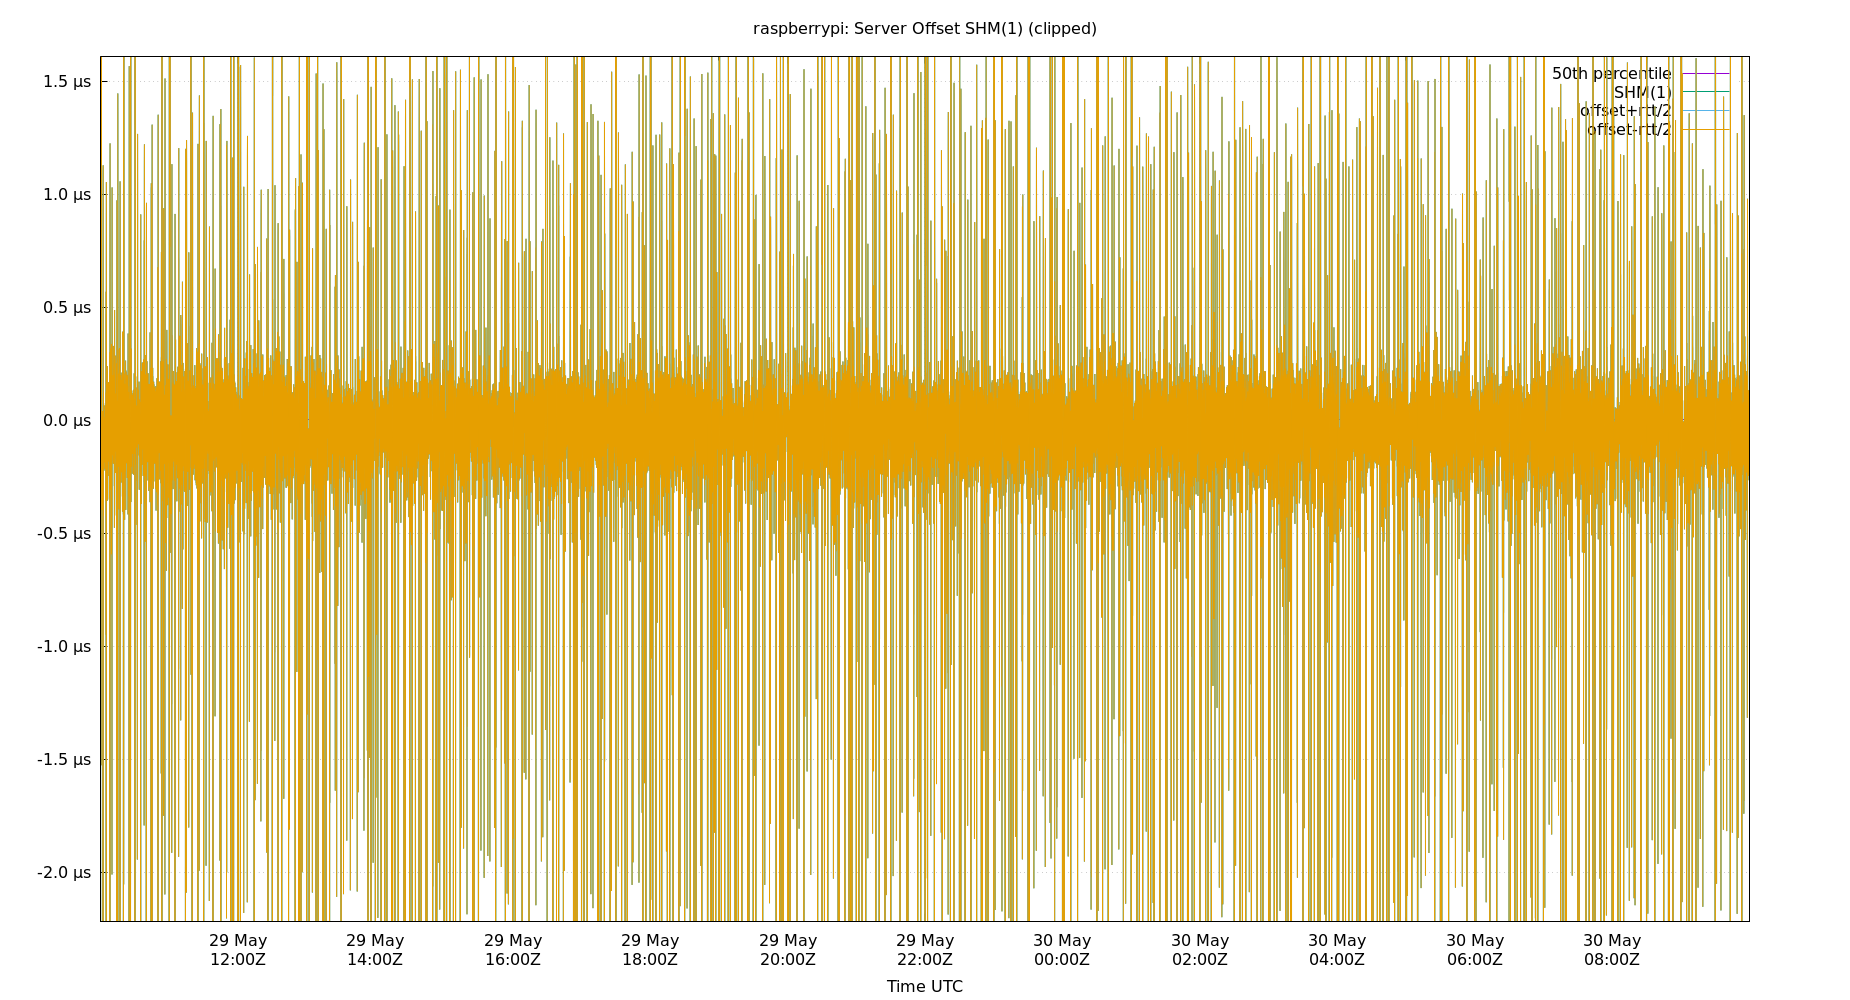 raspberrypi: Server Offset SHM(1) (clipped)
1.5 µs
1.0 µs
0.5 µs
0.0 µs
-0.5 µs
-1.0 µs
-1.5 µs
-2.0 µs
50th percentile
SHM(1)
offset+rtt/2
offset-rtt/2
29 May 29 May 29 May 29 May 29 May 29 May 30 May 30 May 30 May 30 May 30 May
12:00Z 14:00Z 16:00Z 18:00Z 20:00Z 22:00Z 00:00Z 02:00Z 04:00Z 06:00Z 08:00Z
Time UTC